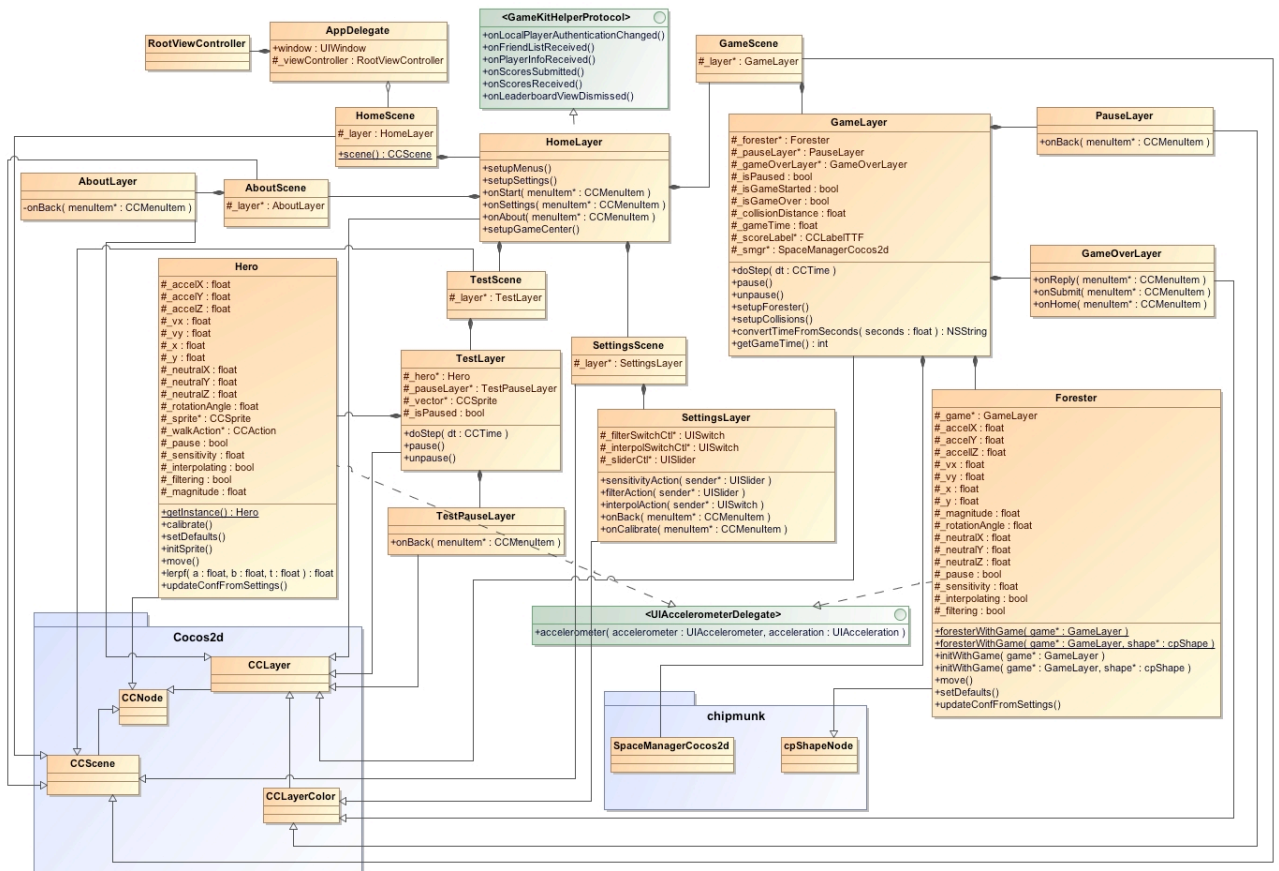 RootViewController
AppDelegate
+window : UIWindow
#_viewController : RootViewController
<GameKitHelperProtocol>
+onLocalPlayerAuthenticationChanged()
+onFriendListReceived()
+onPlayerInfoReceived()
+onScoresSubmitted()
+onScoresReceived()
+onLeaderboardViewDismissed()
GameScene
#_layer* : GameLayer
HomeScene
#_layer : HomeLayer
+scene() : CCScene
HomeLayer
+setupMenus()
+setupSettings()
+onStart( menuItem* : CCMenuItem )
+onSettings( menuItem* : CCMenuItem )
+onAbout( menuItem* : CCMenuItem )
+setupGameCenter()
GameLayer
#_forester* : Forester
#_pauseLayer* : PauseLayer
#_gameOverLayer* : GameOverLayer
#_isPaused : bool
#_isGameStarted : bool
#_isGameOver : bool
#_collisionDistance : float
#_gameTime : float
#_scoreLabel* : CCLabelTTF
#_smgr* : SpaceManagerCocos2d
+doStep( dt : CCTime )
+pause()
+unpause()
+setupForester()
+setupCollisions()
+convertTimeFromSeconds( seconds : float ) : NSString
+getGameTime() : int
PauseLayer
+onBack( menuItem* : CCMenuItem )
AboutLayer
-onBack( menuItem* : CCMenuItem )
AboutScene
#_layer* : AboutLayer
GameOverLayer
+onReply( menuItem* : CCMenuItem )
+onSubmit( menuItem* : CCMenuItem )
+onHome( menuItem* : CCMenuItem )
Hero
#_accelX : float
#_accelY : float
#_accelZ : float
#_vx : float
#_vy : float
#_x : float
#_y : float
#_neutralX : float
#_neutralY : float
#_neutralZ : float
#_rotationAngle : float
#_sprite* : CCSprite
#_walkAction* : CCAction
#_pause : bool
#_sensitivity : float
#_interpolating : bool
#_filtering : bool
#_magnitude : float
+getInstance() : Hero
+calibrate()
+setDefaults()
+initSprite()
+move()
+lerpf( a : float, b : float, t : float ) : float
+updateConfFromSettings()
TestScene
#_layer* : TestLayer
TestLayer
#_hero* : Hero
#_pauseLayer* : TestPauseLayer
#_vector* : CCSprite
#_isPaused : bool
+doStep( dt : CCTime )
+pause()
+unpause()
SettingsScene
#_layer* : SettingsLayer
SettingsLayer
#_filterSwitchCtl* : UISwitch
#_interpolSwitchCtl* : UISwitch
#_sliderCtl* : UISlider
+sensitivityAction( sender* : UISlider )
+filterAction( sender* : UISlider )
+interpolAction( sender* : UISwitch )
+onBack( menuItem* : CCMenuItem )
+onCalibrate( menuItem* : CCMenuItem )
TestPauseLayer
+onBack( menuItem* : CCMenuItem )
Forester
#_game* : GameLayer
#_accelX : float
#_accelY : float
#_accellZ : float
#_vx : float
#_vy : float
#_x : float
#_y : float
#_magnitude : float
#_rotationAngle : float
#_neutralX : float
#_neutralY : float
#_neutralZ : float
#_pause : bool
#_sensitivity : float
#_interpolating : bool
#_filtering : bool
+foresterWithGame( game* : GameLayer )
+foresterWithGame( game* : GameLayer, shape* : cpShape )
+initWithGame( game* : GameLayer )
+initWithGame( game* : GameLayer, shape* : cpShape )
+move()
+setDefaults()
+updateConfFromSettings()
<UIAccelerometerDelegate>
+accelerometer( accelerometer : UIAccelerometer, acceleration : UIAcceleration )
Cocos2d
CCLayer
CCNode
CCScene
CCLayerColor
chipmunk
SpaceManagerCocos2d
cpShapeNode